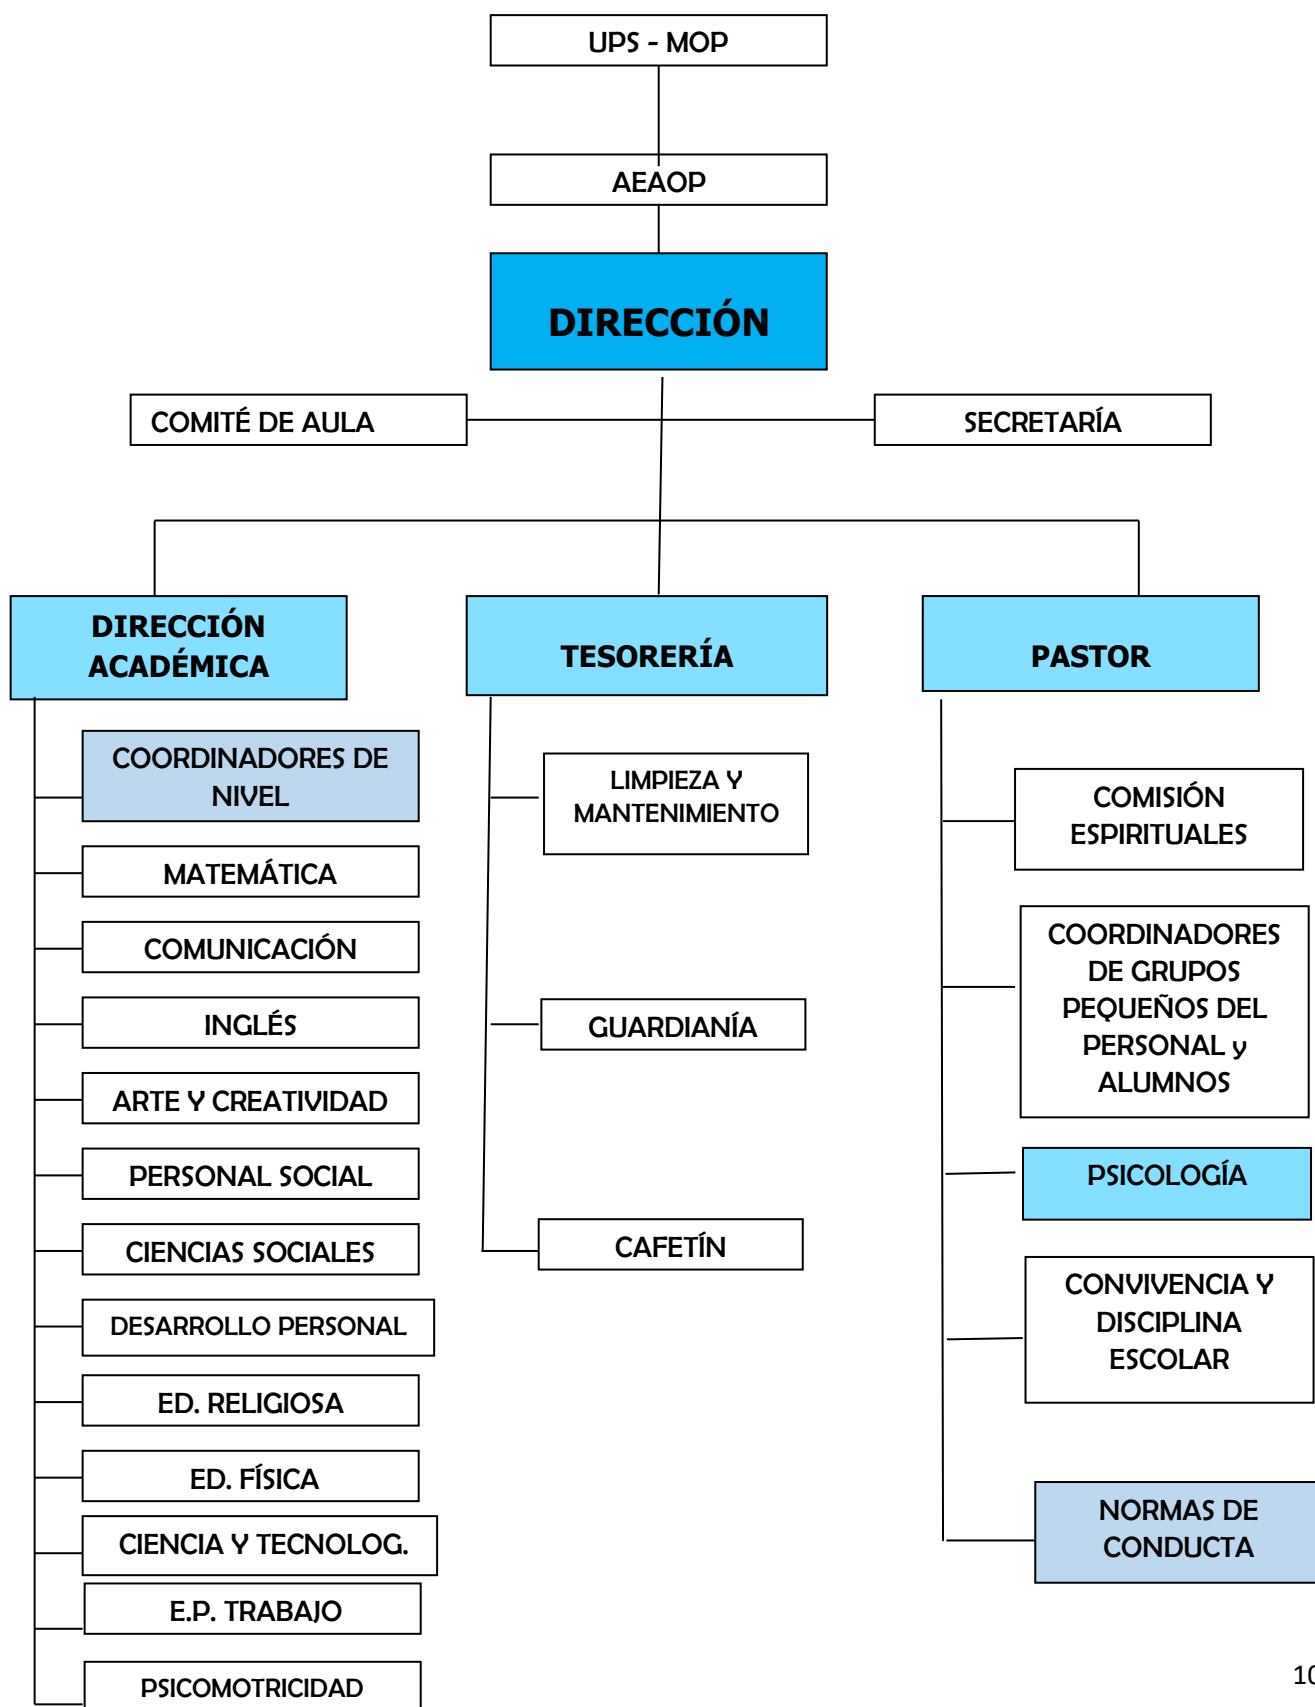 UPS - MOP
AEAOP
DIRECCIÓN
COMITÉ DE AULA
SECRETARÍA
DIRECCIÓN
ACADÉMICA
COORDINADORES DE
NIVEL
MATEMÁTICA
COMUNICACIÓN
INGLÉS
ARTE Y CREATIVIDAD
PERSONAL SOCIAL
CIENCIAS SOCIALES
DESARROLLO PERSONAL
ED. RELIGIOSA
ED. FÍSICA
CIENCIA Y TECNOLOG.
E.P. TRABAJO
PSICOMOTRICIDAD
TESORERÍA
LIMPIEZA Y
MANTENIMIENTO
GUARDIANÍA
CAFETÍN
PASTOR
COMISIÓN
ESPIRITUALES
COORDINADORES
DE GRUPOS
PEQUEÑOS DEL
PERSONAL y
ALUMNOS
PSICOLOGÍA
CONVIVENCIA Y
DISCIPLINA
ESCOLAR
NORMAS DE
CONDUCTA
10